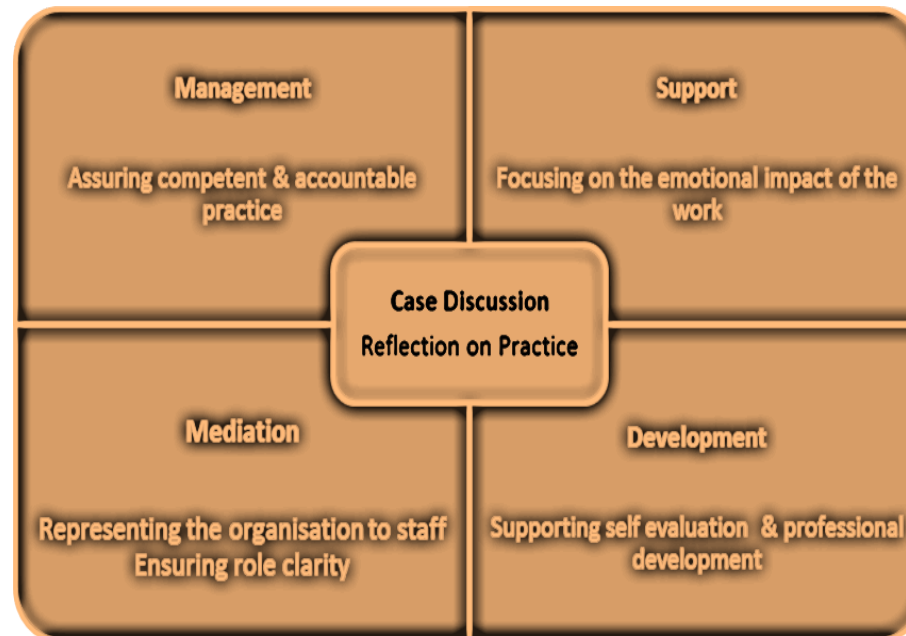 Management
Assuring competent & accountable
practice
Support
Focusing on the emotional impact of the
work
Case Discussion
Reflection on Practice
Mediation
Representing the organisation to staff
Ensuring role clarity
Development
Supporting self evaluation & professional
development